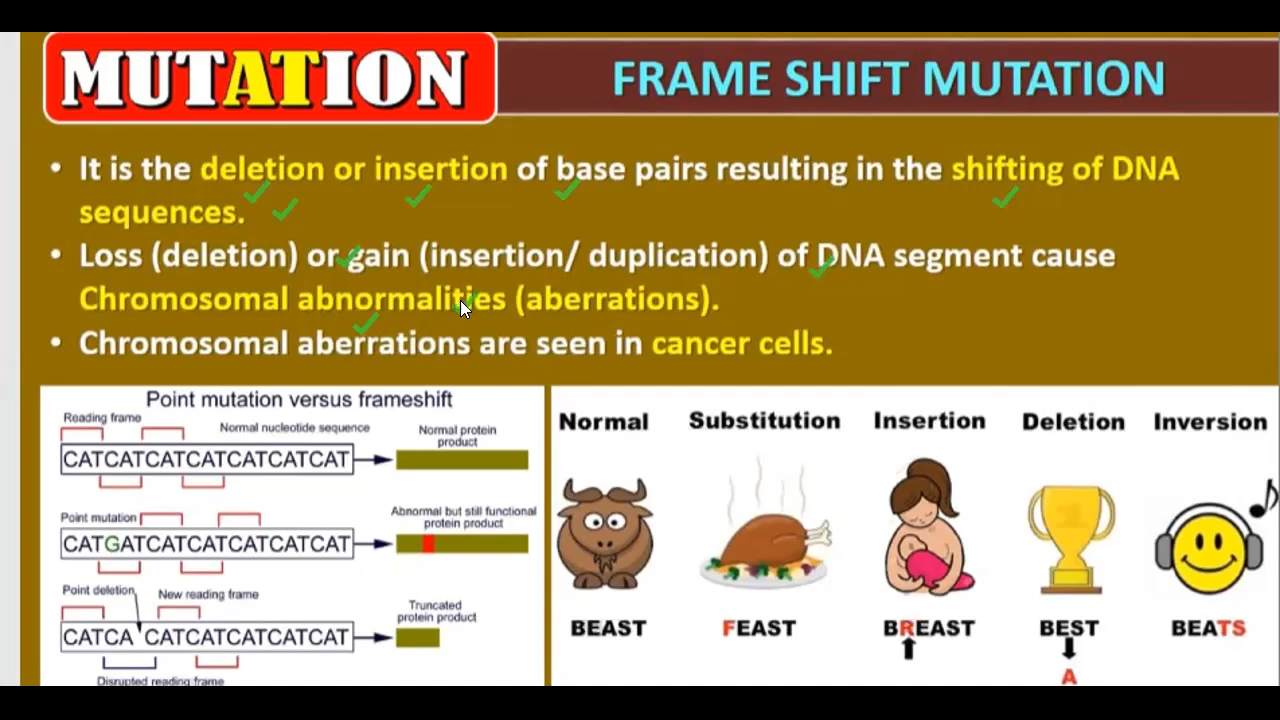 MUTATION
FRAME SHIFT MUTATION
• It is the deletion or insertion of base pairs resulting in the shifting of DNA
sequences.
• Loss (deletion) or gain (insertion/ duplication) of DNA segment cause
Chromosomal abnormalities (aberrations).
• Chromosomal aberrations are seen in cancer cells.
Point mutation versus frameshift
Reading frame
Normal nucleotide sequence
Normal protein
product
CATCATCATCATCATCATCAT
Point mutation
Abnormal but still functional
protein product
CATGATCATCATCATCATCAT
Point deletion
New reading frame
Truncated
protein product
CATCA CATCATCATCATCAT
Disrupted reading frame
Normal
Substitution
Insertion
Deletion
Inversion
1
BEAST
FEAST
BREAST
BEST
BEATS
A